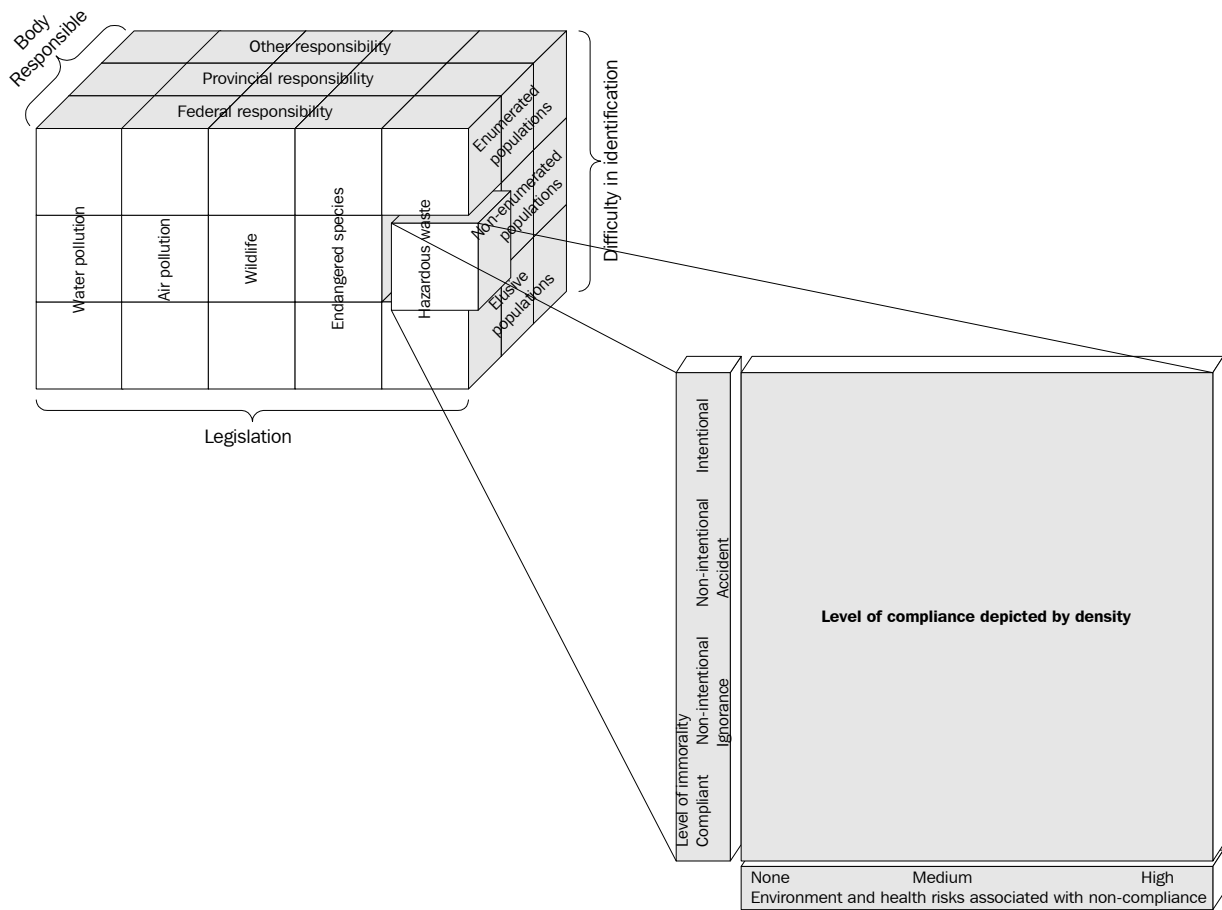 Body
Responsible
Other responsibility
Provincial responsibility
Federal responsibility
Enumerated
populations
Non-enumerated
populations
Elusive
populations
Difficulty in identification
Water pollution
Air pollution
Wildlife
Endangered species
Hazardous waste
Legislation
Level of immorality
Intentional
Non-intentional
Accident
Non-intentional
Ignorance
Compliant
Level of compliance depicted by density
None Medium High
Environment and health risks associated with non-compliance